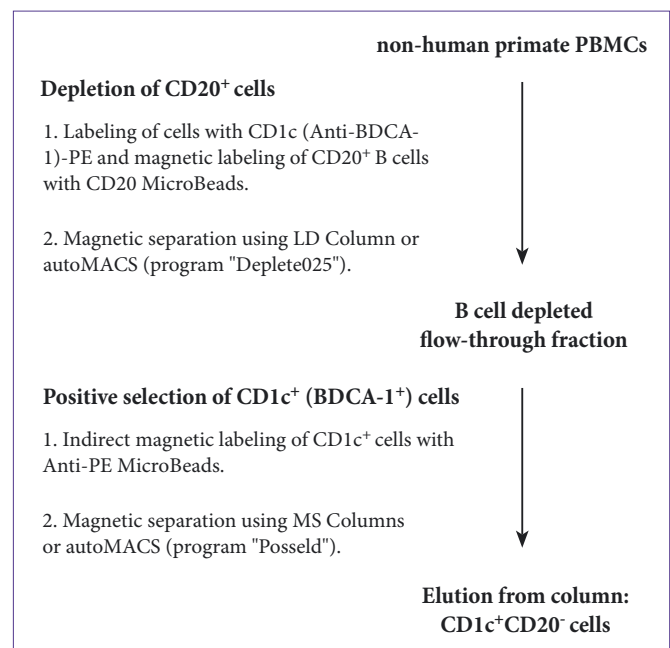 non-human primate PBMCs
Depletion of CD20⁺ cells
1. Labeling of cells with CD1c (Anti-BDCA-
1)-PE and magnetic labeling of CD20⁺ B cells
with CD20 MicroBeads.
2. Magnetic separation using LD Column or
autoMACS (program "Deplete025").
B cell depleted
flow-through fraction
Positive selection of CD1c⁺ (BDCA-1⁺) cells
1. Indirect magnetic labeling of CD1c⁺ cells with
Anti-PE MicroBeads.
2. Magnetic separation using MS Columns
or autoMACS (program "Posseld").
Elution from column:
CD1c⁺CD20⁻ cells